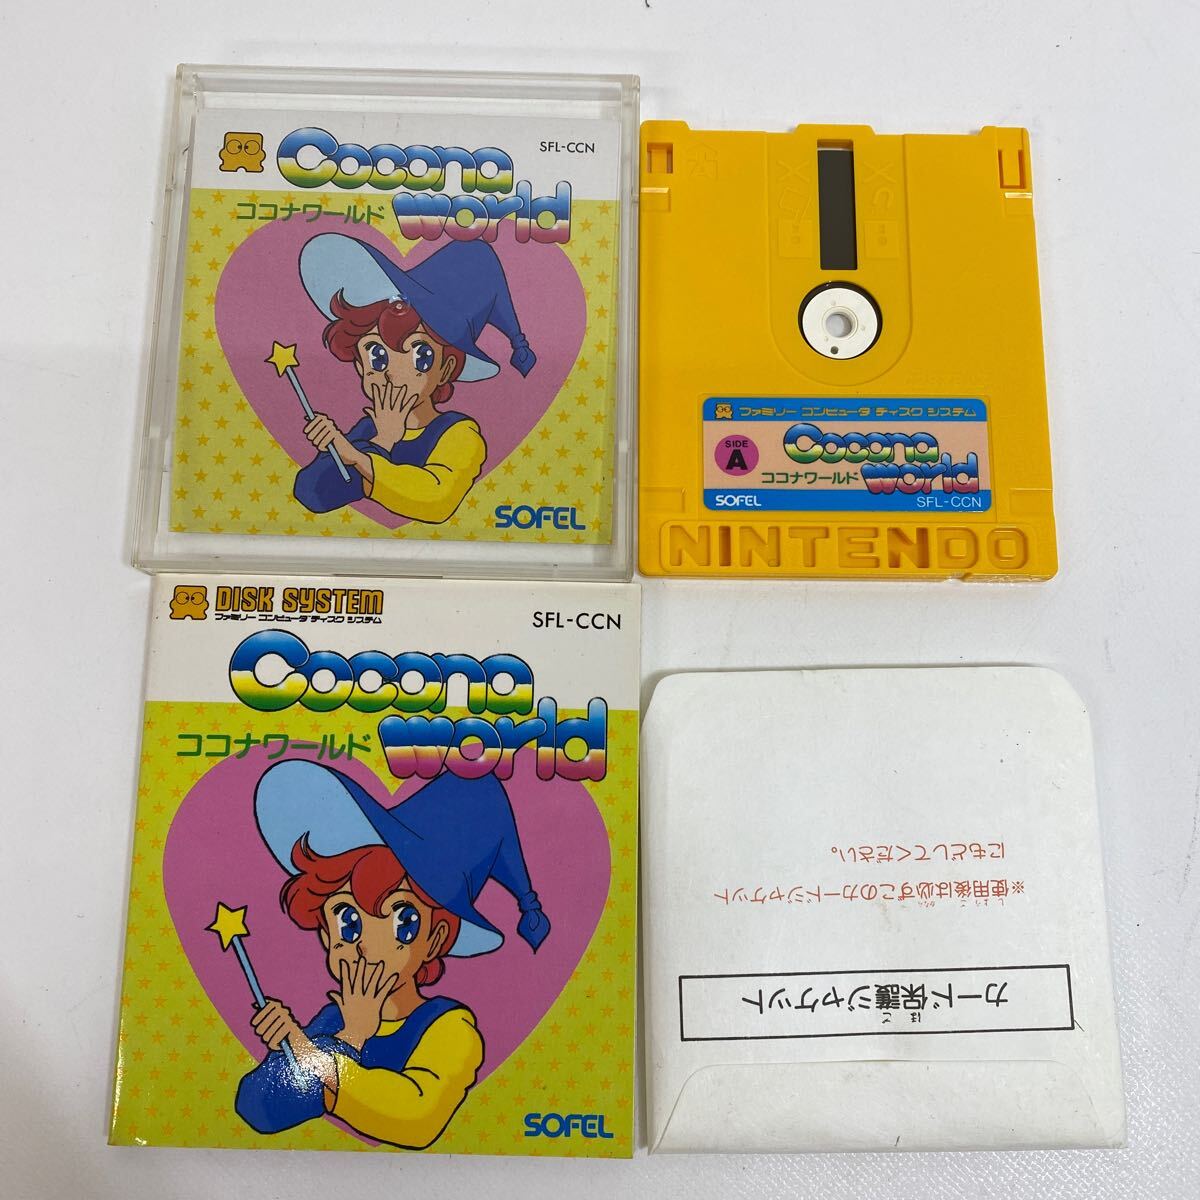 SFL-CCN
Cocona
world
ココナワールド
SOFEL
ファミリー コンピュータ ディスク システム
SIDE
A
Cocona
world
ココナワールド
SOFEL
SFL-CCN
NINTENDO
DISK SYSTEM
ファミリー コンピュータ ディスク システム
SFL-CCN
Cocona
world
ココナワールド
SOFEL
カード保護ジャケット
ほご
※使用後は必ずこのカードジャケット
にもどしてください。